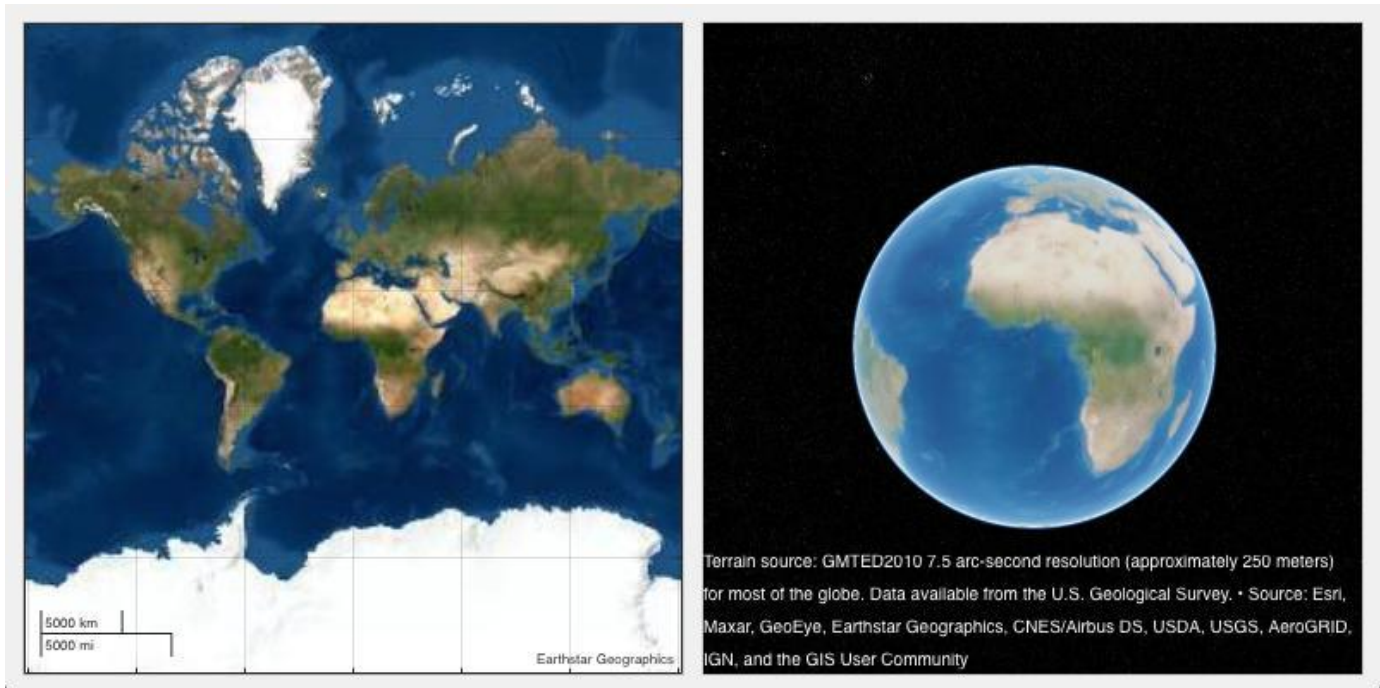 5000 km
5000 mi
Earthstar Geographics
Terrain source: GMTED2010 7.5 arc-second resolution (approximately 250 meters)
for most of the globe. Data available from the U.S. Geological Survey. • Source: Esri,
Maxar, GeoEye, Earthstar Geographics, CNES/Airbus DS, USDA, USGS, AeroGRID,
IGN, and the GIS User Community